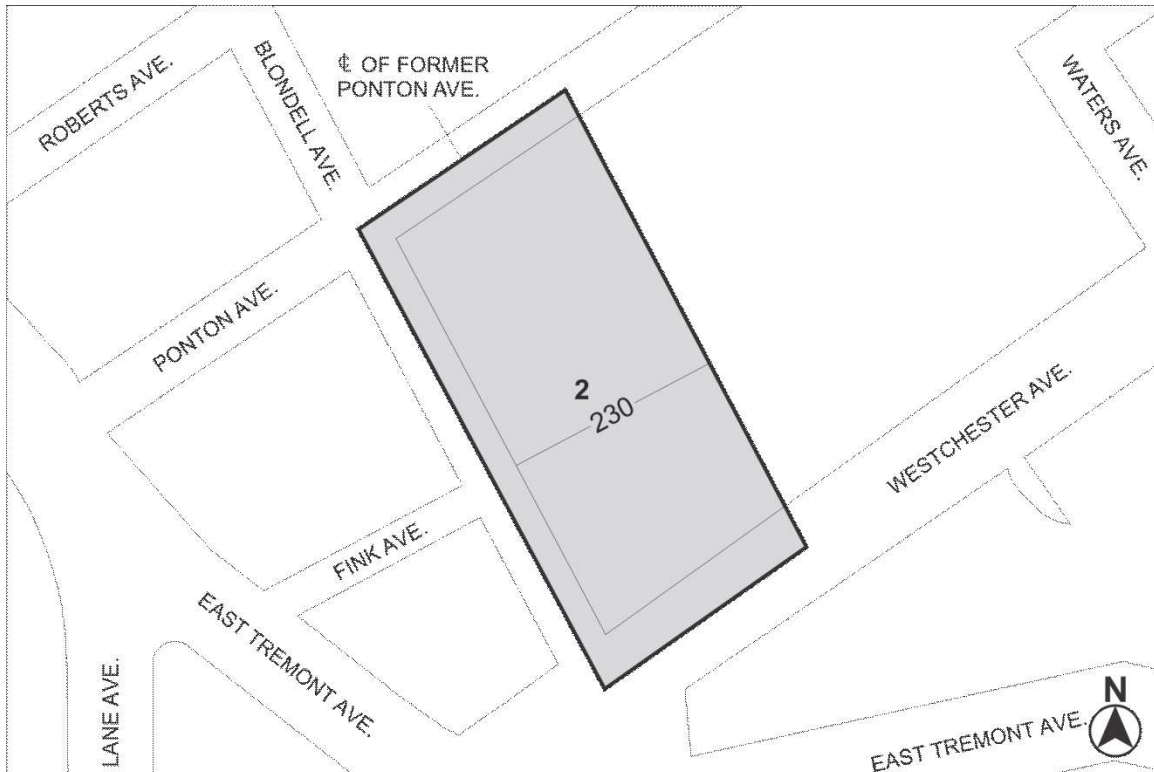 ROBERTS AVE.
BLONDELL AVE.
℄ OF FORMER
PONTON AVE.
WATERS AVE.
PONTON AVE.
2
230
WESTCHESTER AVE.
FINK AVE.
EAST TREMONT AVE.
LANE AVE.
EAST TREMONT AVE.
N